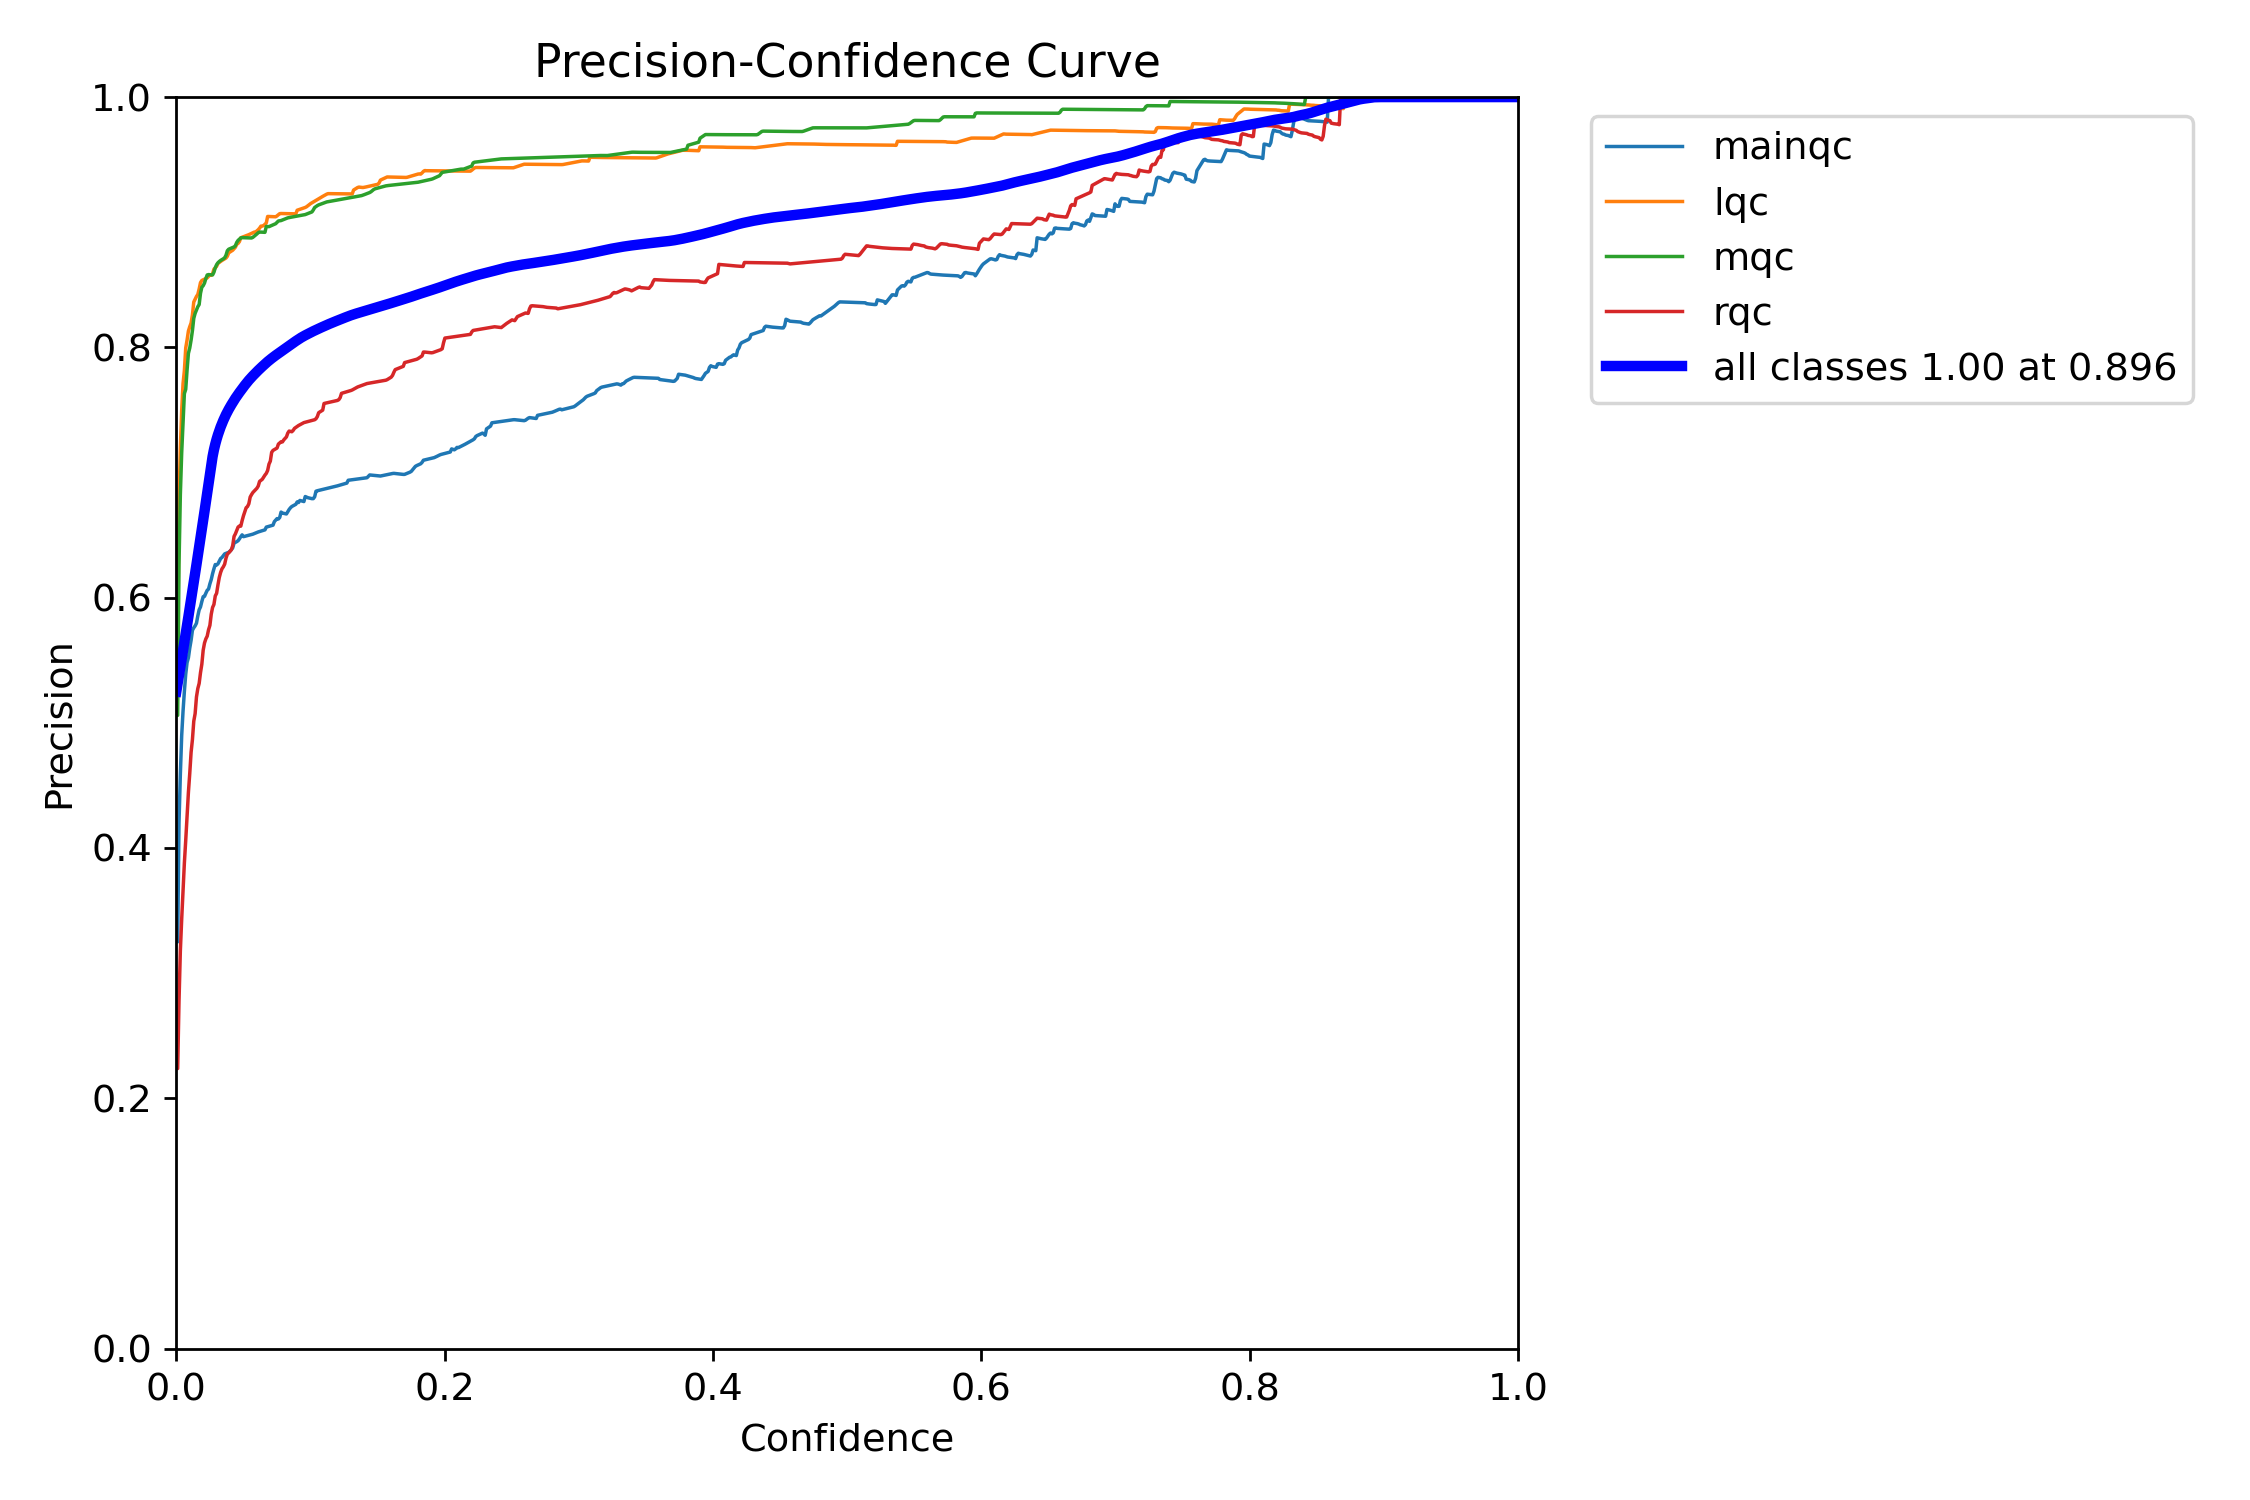 Precision-Confidence Curve
1.0
0.8
0.6
0.4
0.2
0.0
Precision
0.0 0.2 0.4 0.6 0.8 1.0
Confidence
mainqc
lqc
mqc
rqc
all classes 1.00 at 0.896